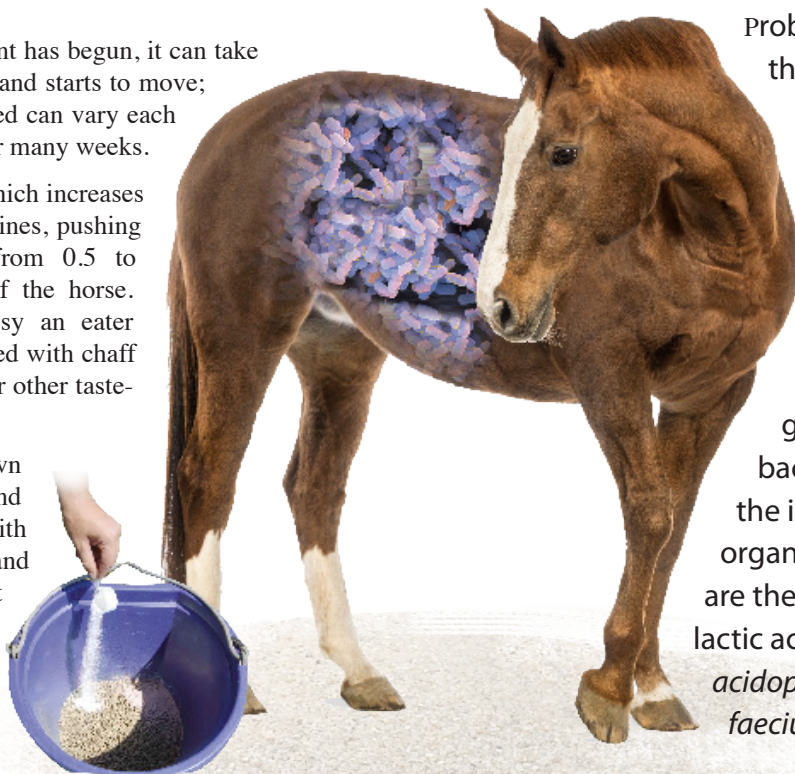 nt has begun, it can take
and starts to move;
ed can vary each
r many weeks.
hich increases
ines, pushing
from 0.5 to
f the horse.
sy an eater
ed with chaff
r other taste-
wn
nd
ith
and
t
Prob
th
g
bac
the i
organ
are the
lactic ac
acidop
faeciu